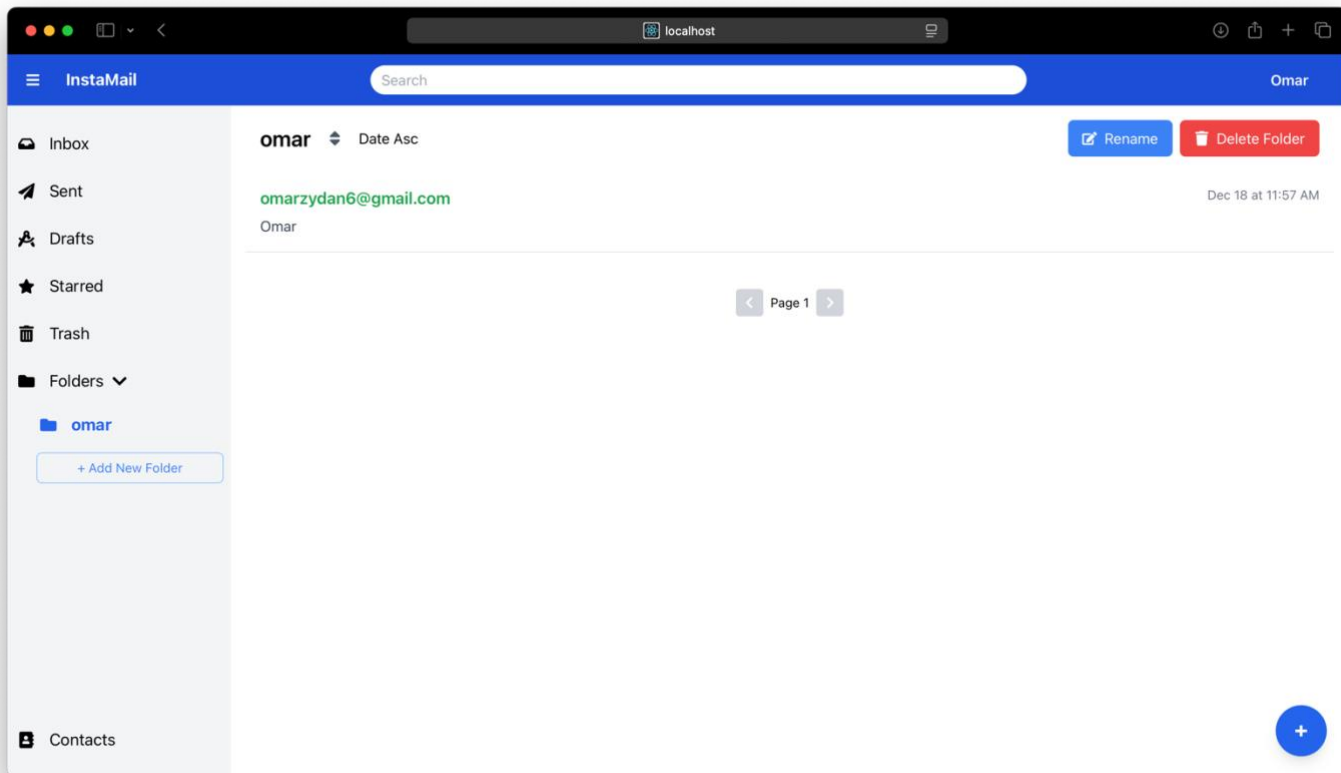 localhost
InstaMail
Search
Omar
Inbox
Sent
Drafts
Starred
Trash
Folders
omar
+ Add New Folder
Contacts
omar Date Asc
Rename
Delete Folder
omarzydan6@gmail.com
Dec 18 at 11:57 AM
Omar
Page 1
+